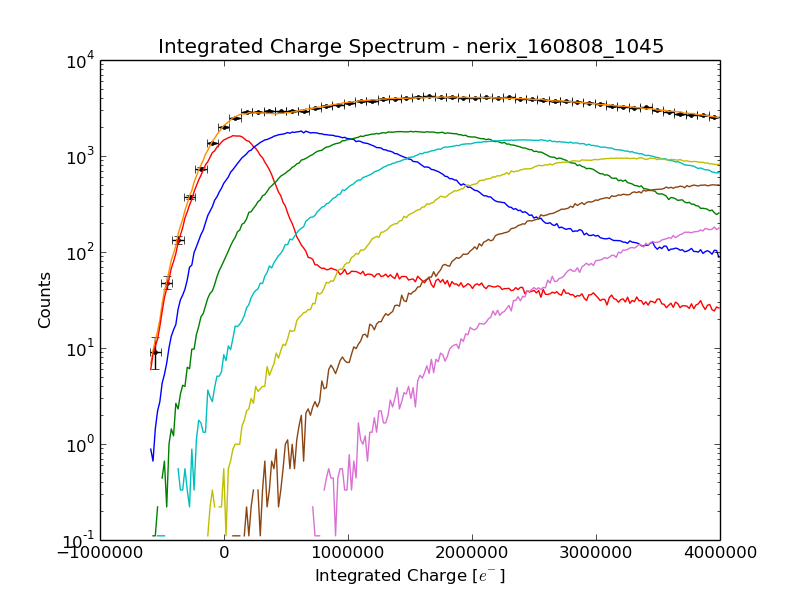 Integrated Charge Spectrum - nerix_160808_1045
Counts
10^4
10^3
10^2
10^1
10^0
10^-1
−1000000 0 1000000 2000000 3000000 4000000
Integrated Charge [e^-]